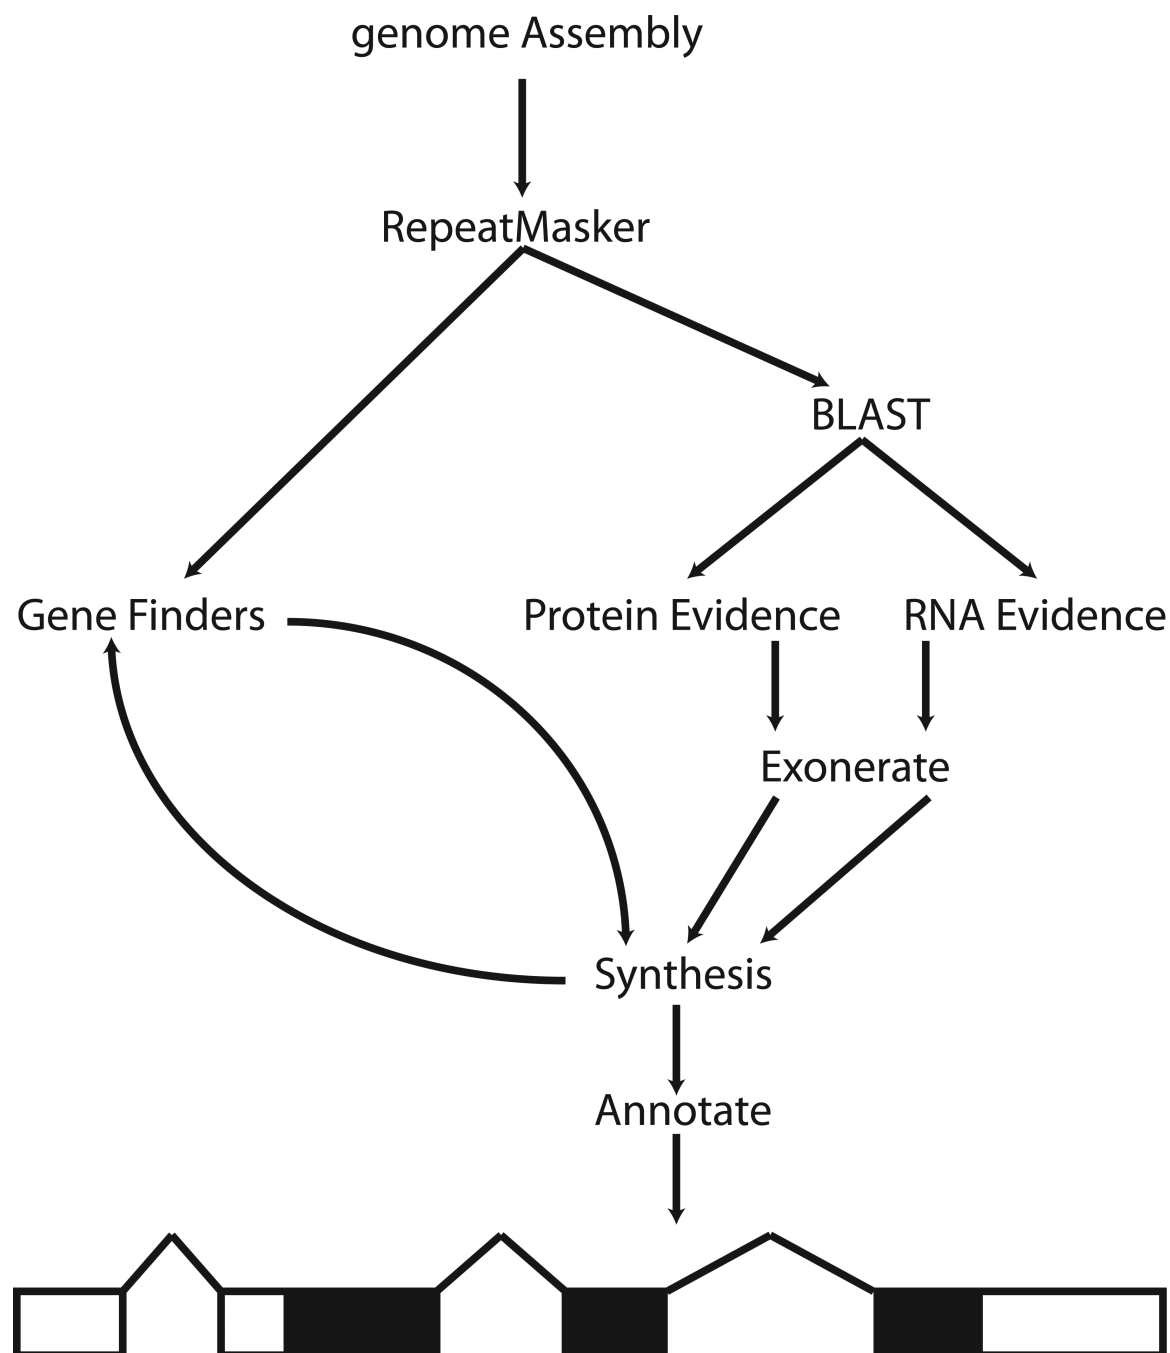 genome Assembly
RepeatMasker
BLAST
Gene Finders
Protein Evidence
RNA Evidence
Exonerate
Synthesis
Annotate